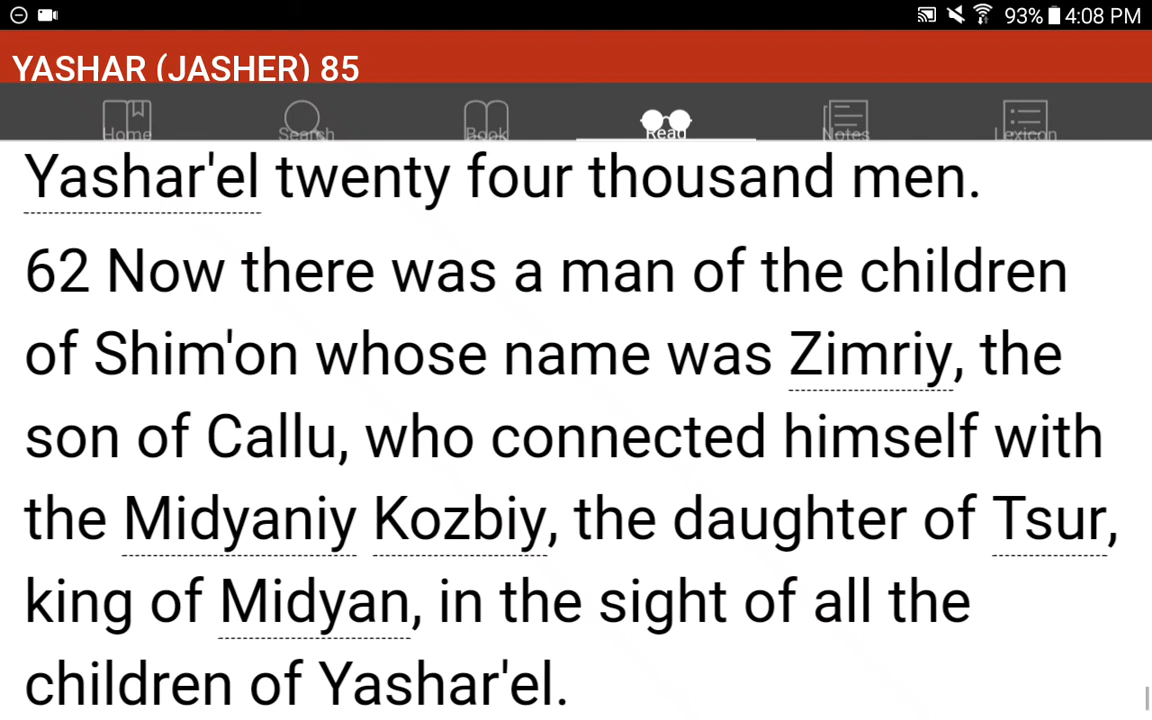 93% 4:08 PM
YASHAR (JASHER) 85
Home Search Book Read Notes Lexicon
Yashar'el twenty four thousand men.
62 Now there was a man of the children
of Shim'on whose name was Zimriy, the
son of Callu, who connected himself with
the Midyaniy Kozbiy, the daughter of Tsur,
king of Midyan, in the sight of all the
children of Yashar'el.